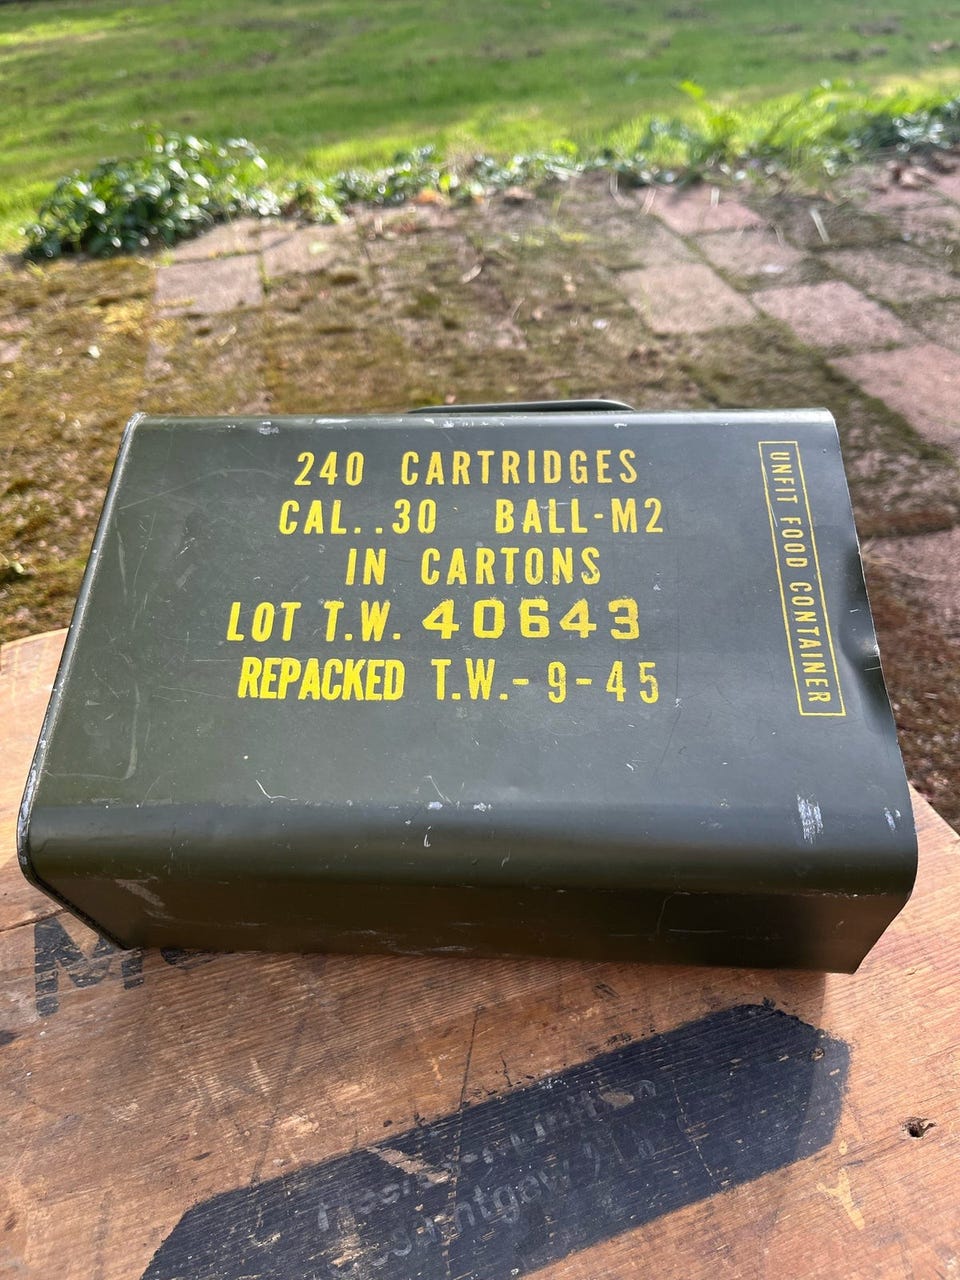 240 CARTRIDGES
CAL..30 BALL-M2
IN CARTONS
LOT T.W. 40643
REPACKED T.W.-9-45
UNFIT FOOD CONTAINER